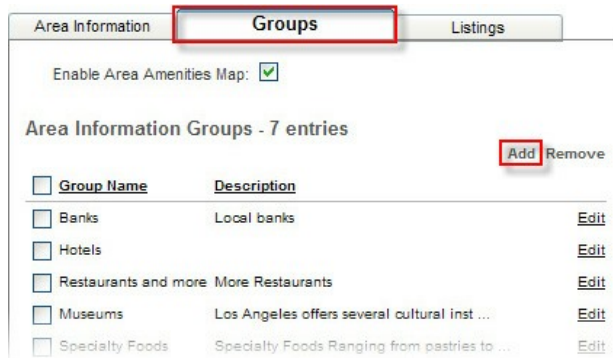 Area Information Groups Listings
Enable Area Amenities Map:
Area Information Groups - 7 entries
Add Remove
Group Name Description
Banks Local banks Edit
Hotels Edit
Restaurants and more More Restaurants Edit
Museums Los Angeles offers several cultural inst ... Edit
Specialty Foods Specialty Foods Ranging from pastries to ... Edit